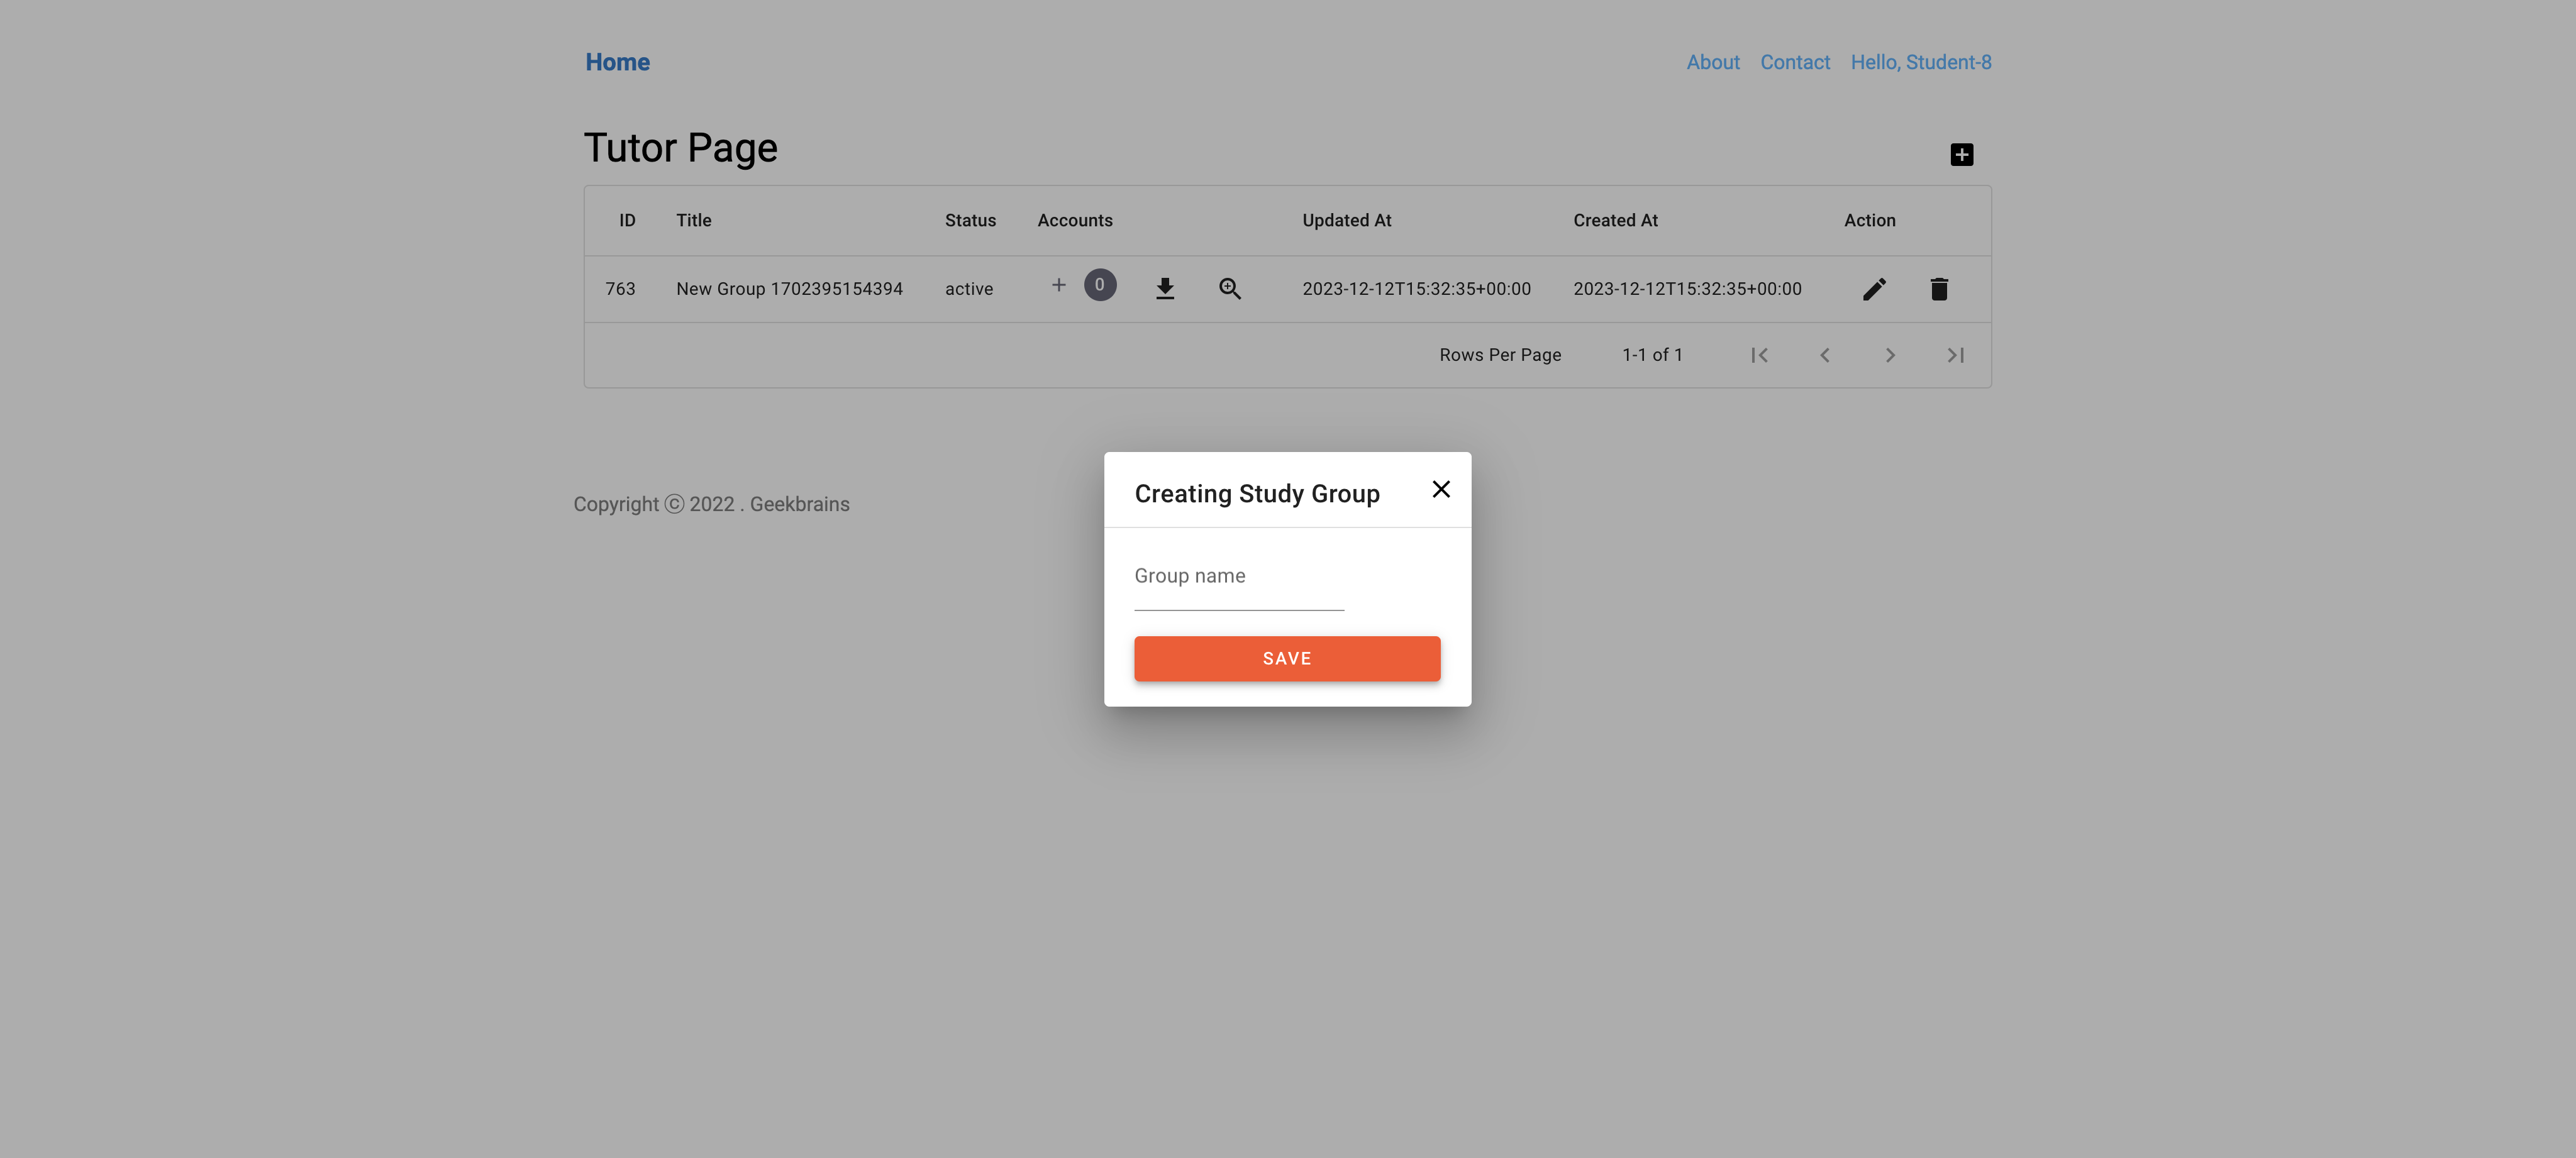 Home About Contact Hello, Student-8
Tutor Page
ID Title Status Accounts Updated At Created At Action
763 New Group 1702395154394 active + 0 2023-12-12T15:32:35+00:00 2023-12-12T15:32:35+00:00
Rows Per Page 1-1 of 1
Creating Study Group
Copyright ⓒ 2022 . Geekbrains
Group name
SAVE